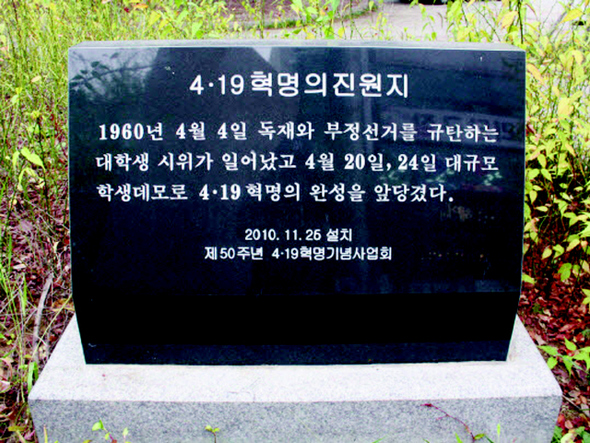 4·19혁명의진원지
1960년 4월 4일 독재와 부정선거를 규탄하는
대학생 시위가 일어났고 4월 20일, 24일 대규모
학생데모로 4·19혁명의 완성을 앞당겼다.
2010. 11. 25 설치
제50주년 4·19혁명기념사업회